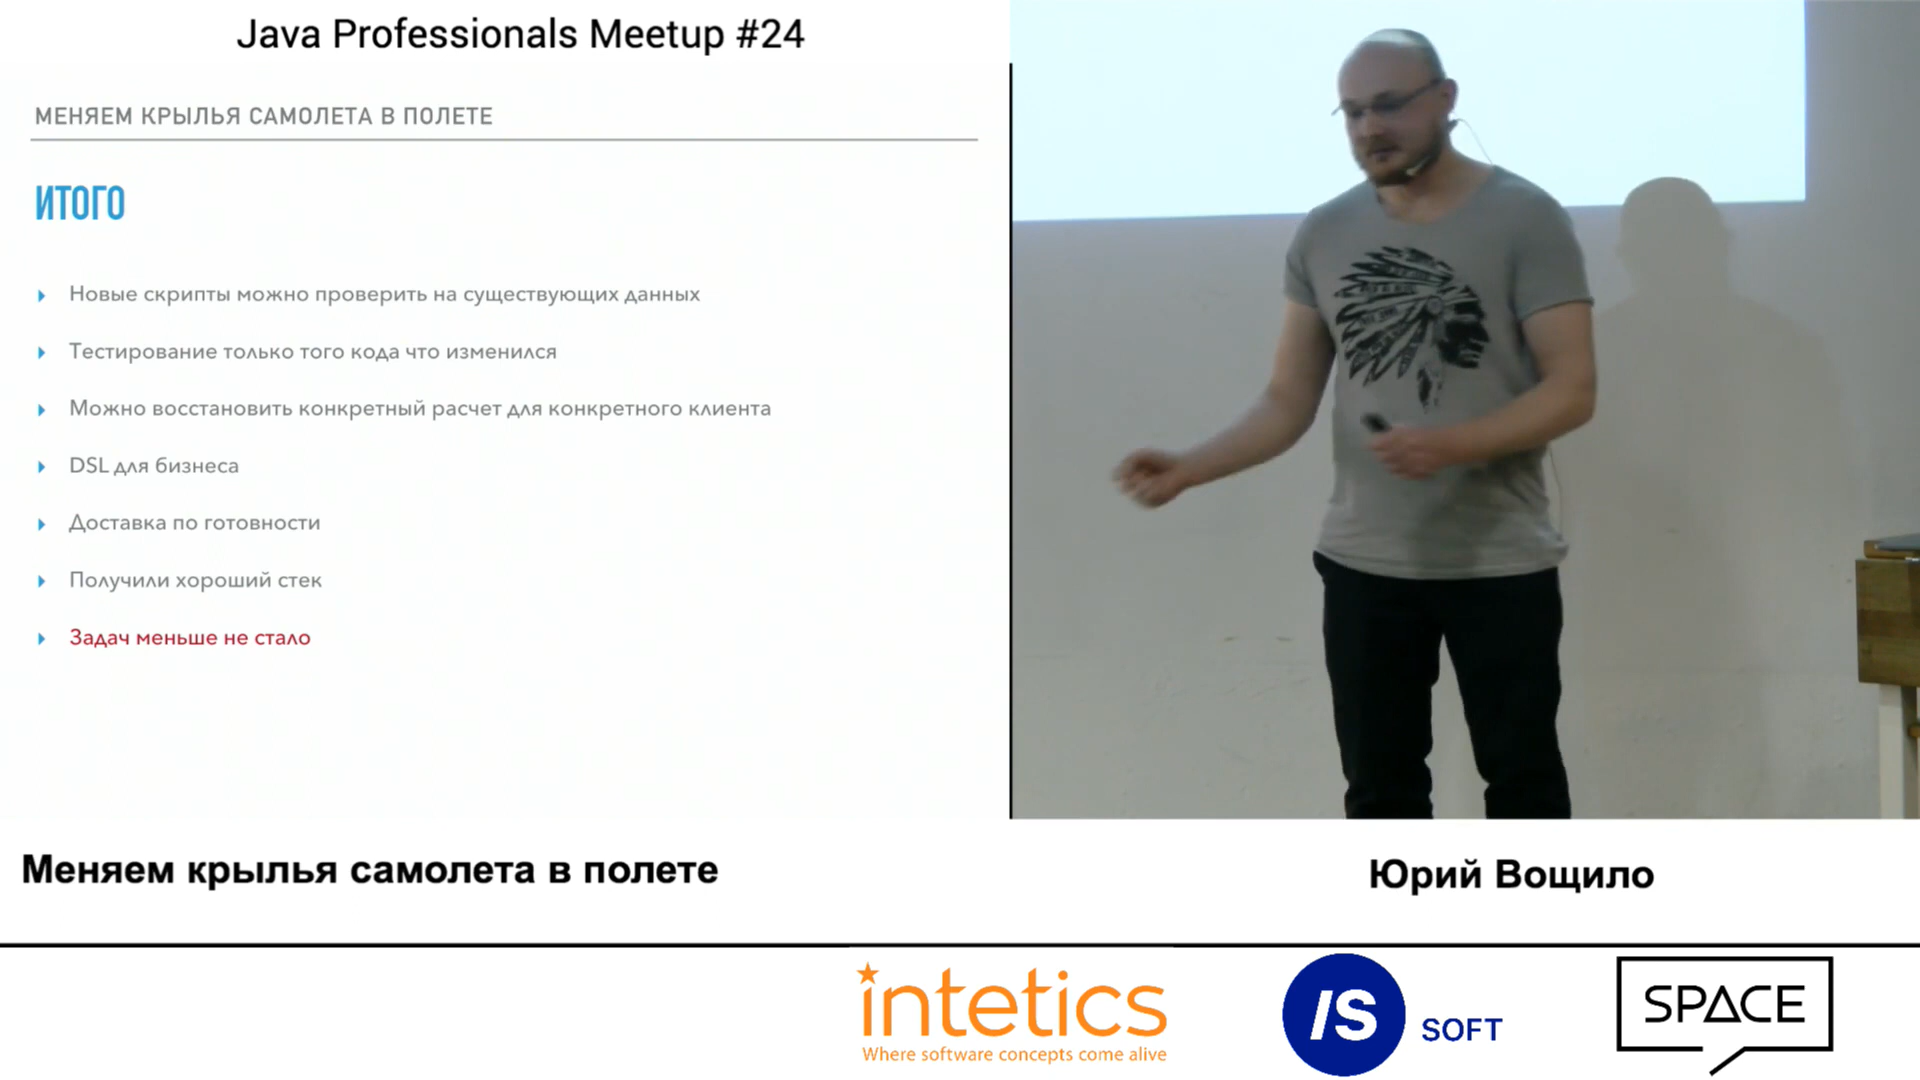 Java Professionals Meetup #24
МЕНЯЕМ КРЫЛЬЯ САМОЛЕТА В ПОЛЕТЕ
ИТОГО
Новые скрипты можно проверить на существующих данных
Тестирование только того кода что изменился
Можно восстановить конкретный расчет для конкретного клиента
DSL для бизнеса
Доставка по готовности
Получили хороший стек
Задач меньше не стало
Меняем крылья самолета в полете
Юрий Вощило
intetics
Where software concepts come alive
/S SOFT
SPACE